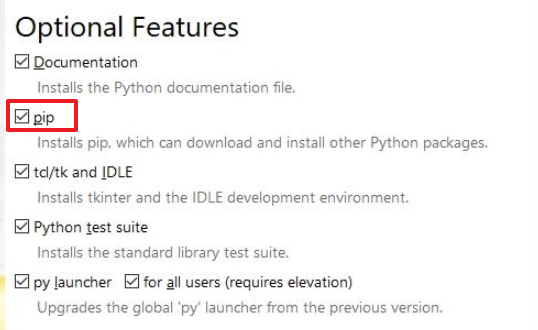 Optional Features
Documentation
Installs the Python documentation file.
pip
Installs pip, which can download and install other Python packages.
tcl/tk and IDLE
Installs tkinter and the IDLE development environment.
Python test suite
Installs the standard library test suite.
py launcher for all users (requires elevation)
Upgrades the global 'py' launcher from the previous version.